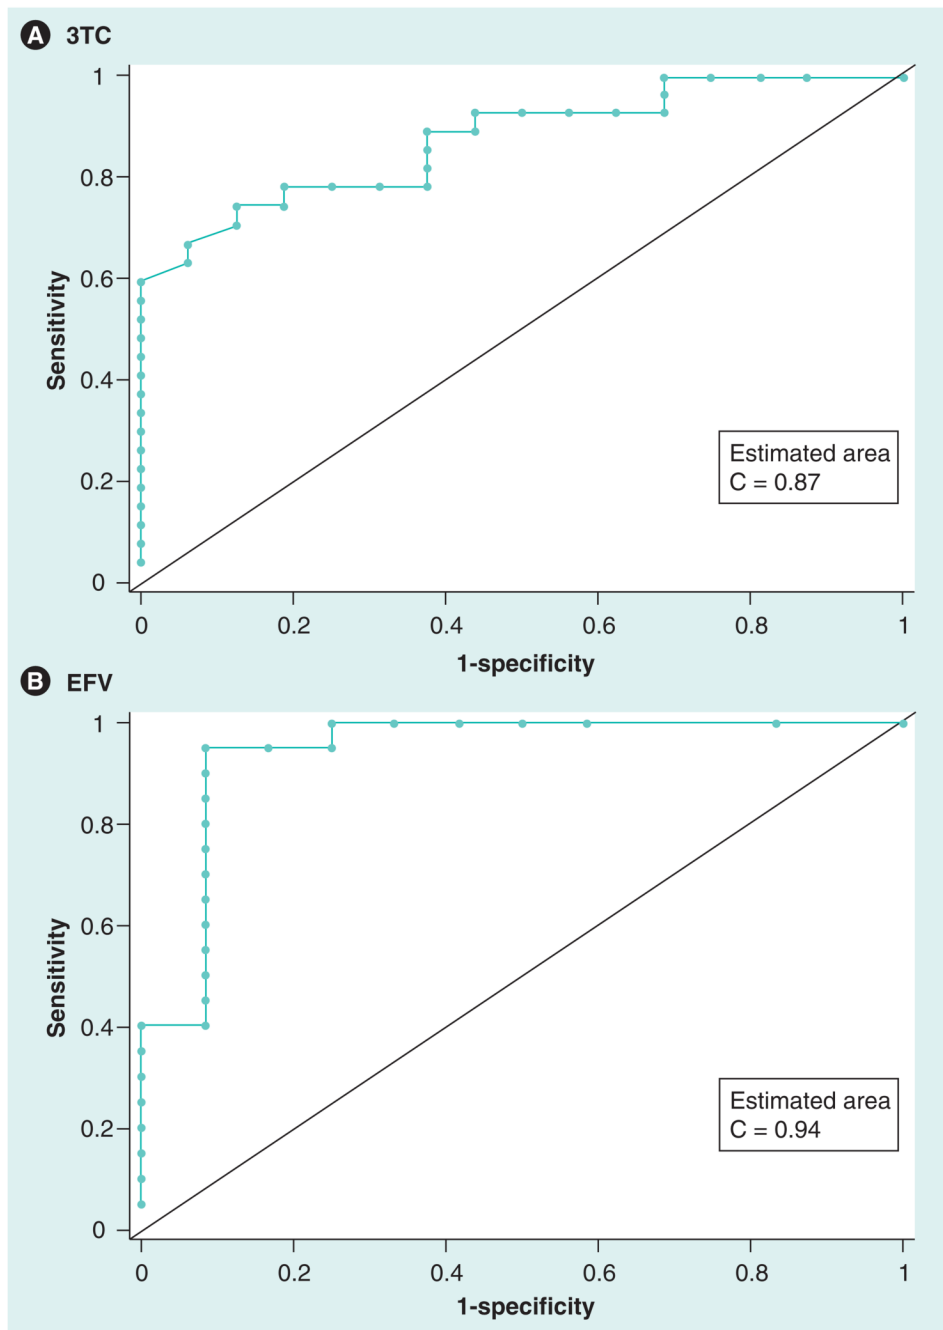 A 3TC
1
0.8
0.6
0.4
0.2
0
Sensitivity
Estimated area
C = 0.87
0 0.2 0.4 0.6 0.8 1
1-specificity
B EFV
1
0.8
0.6
0.4
0.2
0
Sensitivity
Estimated area
C = 0.94
0 0.2 0.4 0.6 0.8 1
1-specificity